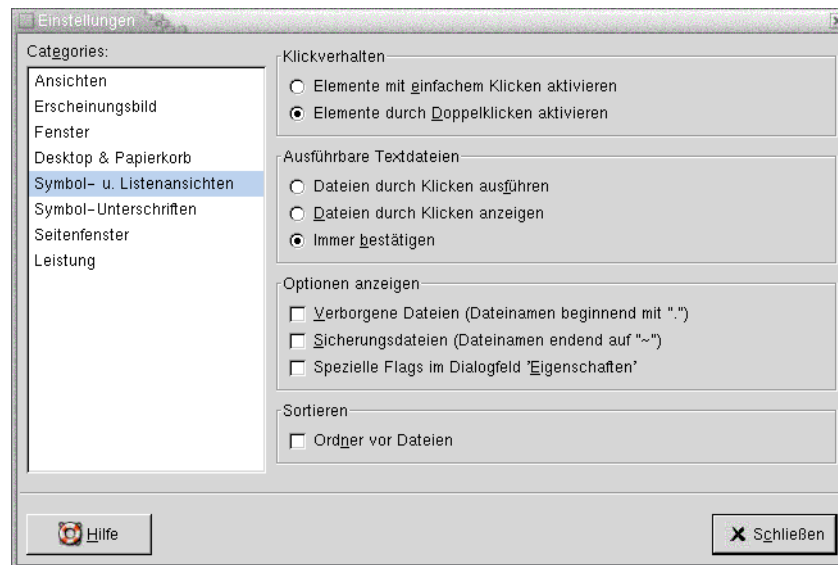 Einstellungen
Categories:
Ansichten
Erscheinungsbild
Fenster
Desktop & Papierkorb
Symbol- u. Listenansichten
Symbol-Unterschriften
Seitenfenster
Leistung
Klickverhalten
Elemente mit einfachem Klicken aktivieren
Elemente durch Doppelklicken aktivieren
Ausführbare Textdateien
Dateien durch Klicken ausführen
Dateien durch Klicken anzeigen
Immer bestätigen
Optionen anzeigen
Verborgene Dateien (Dateinamen beginnend mit ".")
Sicherungsdateien (Dateinamen endend auf "~")
Spezielle Flags im Dialogfeld 'Eigenschaften'
Sortieren
Ordner vor Dateien
Hilfe
Schließen